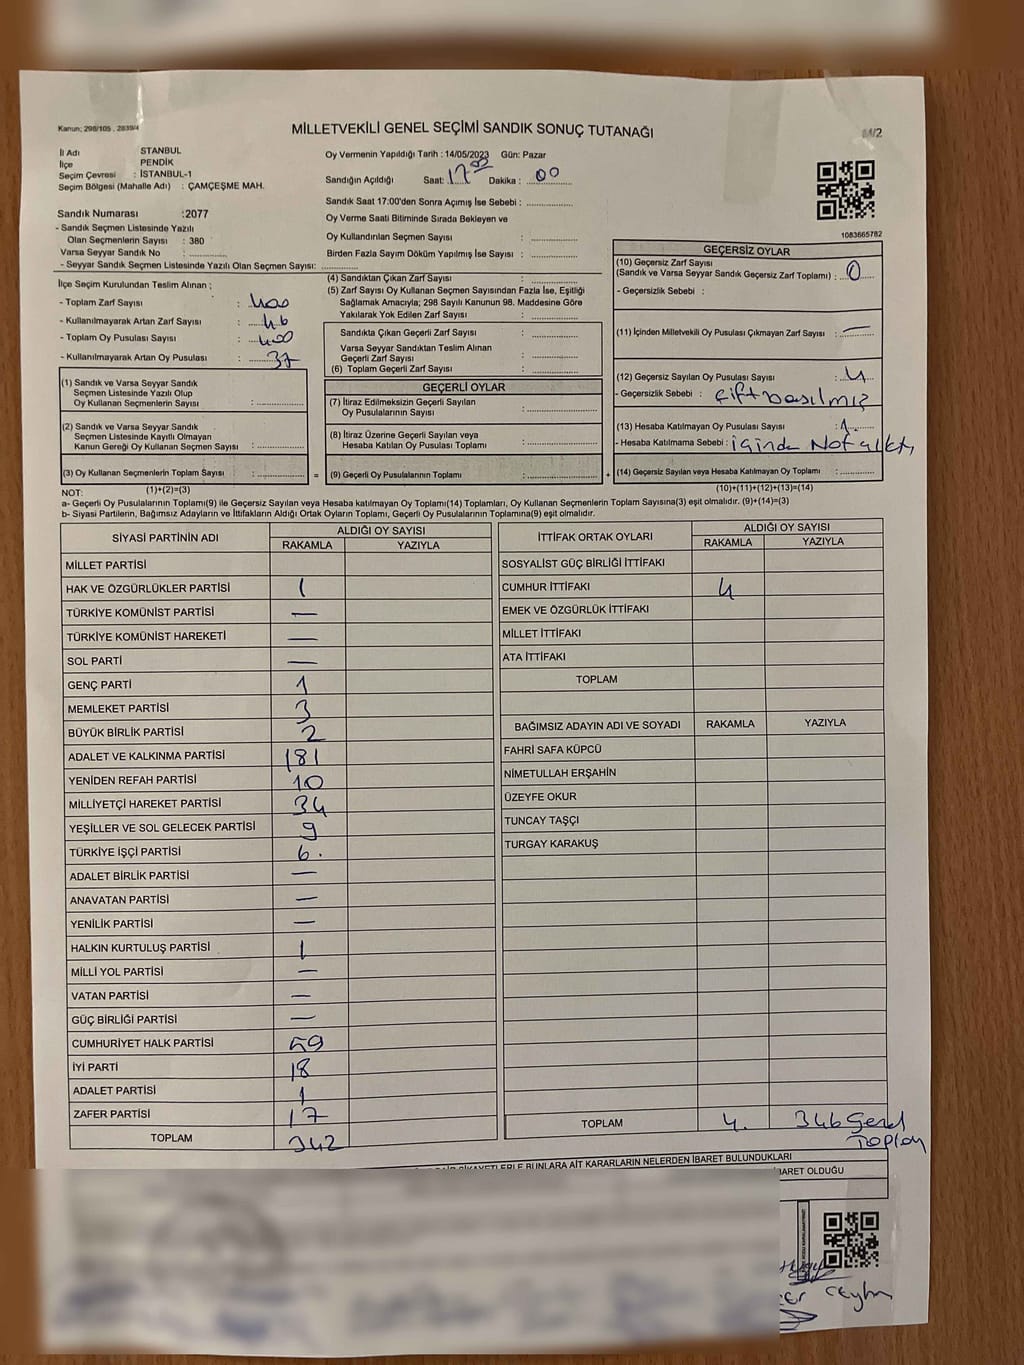 Kanun; 298/105 , 2839/4
MİLLETVEKİLİ GENEL SEÇİMİ SANDIK SONUÇ TUTANAĞI
M/2
İl Adı STANBUL
İlçe PENDİK
Seçim Çevresi : İSTANBUL-1
Seçim Bölgesi (Mahalle Adı) : ÇAMÇEŞME MAH.
Oy Vermenin Yapıldığı Tarih : 14/05/2023 Gün: Pazar
Sandığın Açıldığı Saat: 17:00 Dakika : 00
Sandık Saat 17:00'den Sonra Açımış İse Sebebi :
Oy Verme Saati Bitiminde Sırada Bekleyen ve
Oy Kullandırılan Seçmen Sayısı :
Birden Fazla Sayım Döküm Yapılmış İse Sayısı :
1083665782
Sandık Numarası :2077
- Sandık Seçmen Listesinde Yazılı
Olan Seçmenlerin Sayısı : 380
Varsa Seyyar Sandık No :
- Seyyar Sandık Seçmen Listesinde Yazılı Olan Seçmen Sayısı:
İlçe Seçim Kurulundan Teslim Alınan ;
- Toplam Zarf Sayısı : 400
- Kullanılmayarak Artan Zarf Sayısı : 46
- Toplam Oy Pusulası Sayısı : 400
- Kullanılmayarak Artan Oy Pusulası : 37
(4) Sandıktan Çıkan Zarf Sayısı :
(5) Zarf Sayısı Oy Kullanan Seçmen Sayısından Fazla İse, Eşitliği
Sağlamak Amacıyla; 298 Sayılı Kanunun 98. Maddesine Göre
Yakılarak Yok Edilen Zarf Sayısı :
Sandıkta Çıkan Geçerli Zarf Sayısı :
Varsa Seyyar Sandıktan Teslim Alınan
Geçerli Zarf Sayısı :
(6) Toplam Geçerli Zarf Sayısı :
GEÇERSİZ OYLAR
(10) Geçersiz Zarf Sayısı
(Sandık ve Varsa Seyyar Sandık Geçersiz Zarf Toplamı) : 0
- Geçersizlik Sebebi :
(11) İçinden Milletvekili Oy Pusulası Çıkmayan Zarf Sayısı : —
(12) Geçersiz Sayılan Oy Pusulası Sayısı : 4
- Geçersizlik Sebebi : Çift basılmış
(13) Hesaba Katılmayan Oy Pusulası Sayısı : 1.
- Hesaba Katılmama Sebebi : içinde Not çıktı
(14) Geçersiz Sayılan veya Hesaba Katılmayan Oy Toplamı :
(10)+(11)+(12)+(13)=(14)
(1) Sandık ve Varsa Seyyar Sandık
Seçmen Listesinde Yazılı Olup
Oy Kullanan Seçmenlerin Sayısı :
(2) Sandık ve Varsa Seyyar Sandık
Seçmen Listesinde Kayıtlı Olmayan
Kanun Gereği Oy Kullanan Seçmen Sayısı :
(3) Oy Kullanan Seçmenlerin Toplam Sayısı :
(1)+(2)=(3)
GEÇERLİ OYLAR
(7) İtiraz Edilmeksizin Geçerli Sayılan
Oy Pusulalarının Sayısı :
(8) İtiraz Üzerine Geçerli Sayılan veya
Hesaba Katılan Oy Pusulası Toplamı :
= (9) Geçerli Oy Pusulalarının Toplamı : +
NOT:
a- Geçerli Oy Pusulalarının Toplamı(9) ile Geçersiz Sayılan veya Hesaba katılmayan Oy Toplamı(14) Toplamları, Oy Kullanan Seçmenlerin Toplam Sayısına(3) eşit olmalıdır. (9)+(14)=(3)
b- Siyasi Partilerin, Bağımsız Adayların ve İttifakların Aldığı Ortak Oyların Toplamı, Geçerli Oy Pusulalarının Toplamına(9) eşit olmalıdır.
SİYASİ PARTİNİN ADI ALDIĞI OY SAYISI
RAKAMLA YAZIYLA
MİLLET PARTİSİ
HAK VE ÖZGÜRLÜKLER PARTİSİ 1
TÜRKİYE KOMÜNİST PARTİSİ —
TÜRKİYE KOMÜNİST HAREKETİ —
SOL PARTİ —
GENÇ PARTİ 1
MEMLEKET PARTİSİ 3
BÜYÜK BİRLİK PARTİSİ 2
ADALET VE KALKINMA PARTİSİ 181
YENİDEN REFAH PARTİSİ 10
MİLLİYETÇİ HAREKET PARTİSİ 34
YEŞİLLER VE SOL GELECEK PARTİSİ 9
TÜRKİYE İŞÇİ PARTİSİ 6.
ADALET BİRLİK PARTİSİ —
ANAVATAN PARTİSİ —
YENİLİK PARTİSİ —
HALKIN KURTULUŞ PARTİSİ 1
MİLLİ YOL PARTİSİ —
VATAN PARTİSİ —
GÜÇ BİRLİĞİ PARTİSİ —
CUMHURİYET HALK PARTİSİ 59
İYİ PARTİ 18
ADALET PARTİSİ 1
ZAFER PARTİSİ 17
TOPLAM 342
İTTİFAK ORTAK OYLARI ALDIĞI OY SAYISI
RAKAMLA YAZIYLA
SOSYALİST GÜÇ BİRLİĞİ İTTİFAKI
CUMHUR İTTİFAKI 4
EMEK VE ÖZGÜRLÜK İTTİFAKI
MİLLET İTTİFAKI
ATA İTTİFAKI
TOPLAM
BAĞIMSIZ ADAYIN ADI VE SOYADI RAKAMLA YAZIYLA
FAHRİ SAFA KÜPCÜ
NİMETULLAH ERŞAHİN
ÜZEYFE OKUR
TUNCAY TAŞÇI
TURGAY KARAKUŞ
TOPLAM 4. 346 Genel
Toplam
BUNLARA AİT KARARLARIN NELERDEN İBARET BULUNDUKLARI
İBARET OLDUĞU